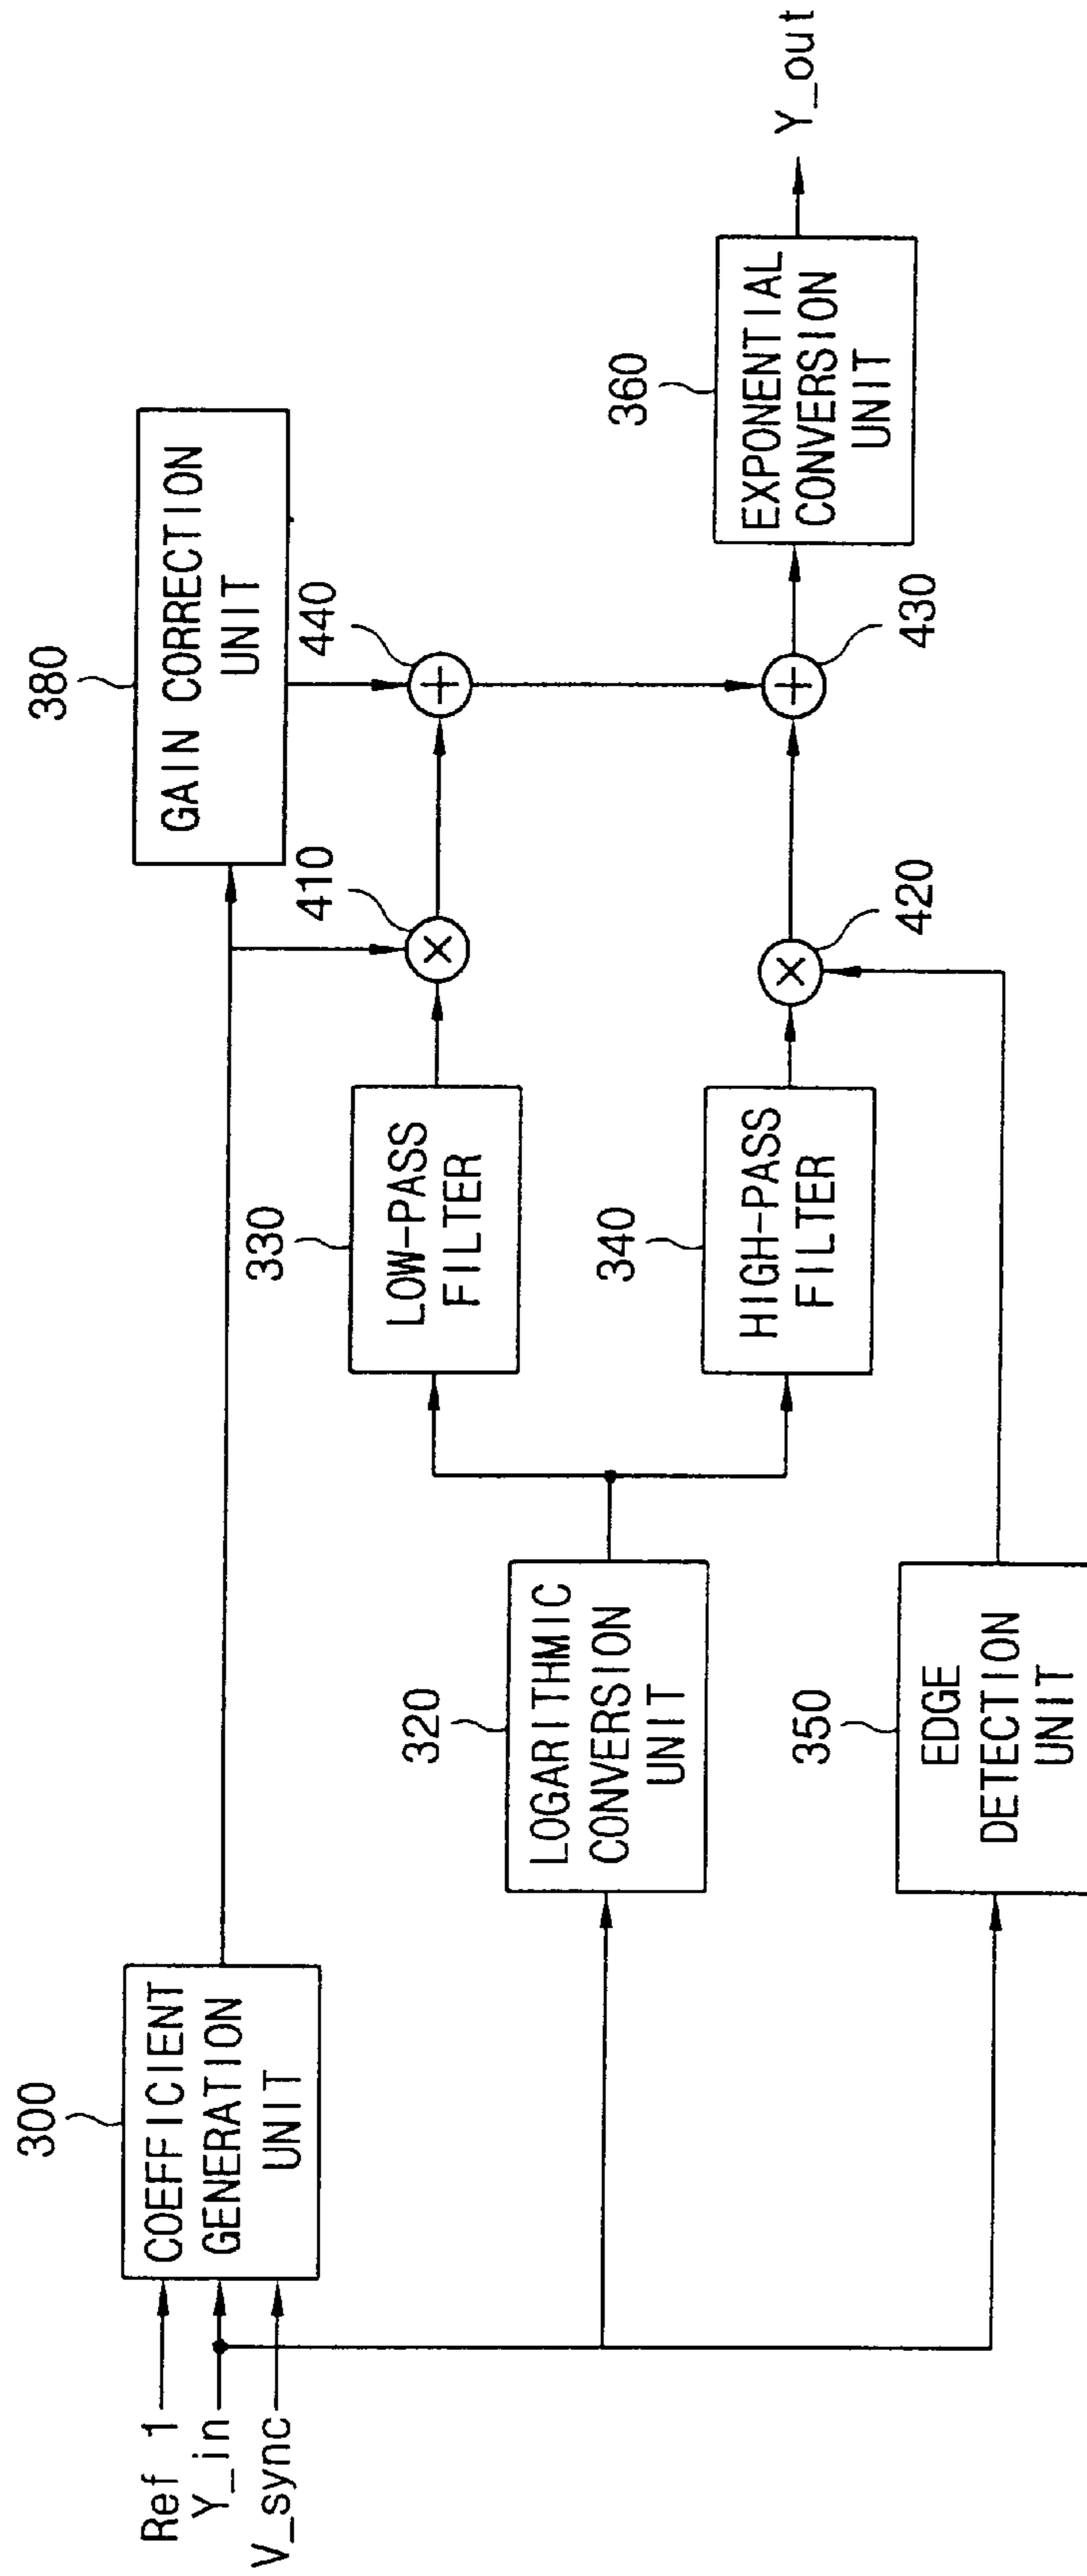 Ref 1
Y_in
V_sync
300
COEFFICIENT
GENERATION
UNIT
380
GAIN CORRECTION
UNIT
410
440
330
LOW-PASS
FILTER
320
LOGARITHMIC
CONVERSION
UNIT
340
HIGH-PASS
FILTER
420
430
360
EXPONENTIAL
CONVERSION
UNIT
Y_out
350
EDGE
DETECTION
UNIT